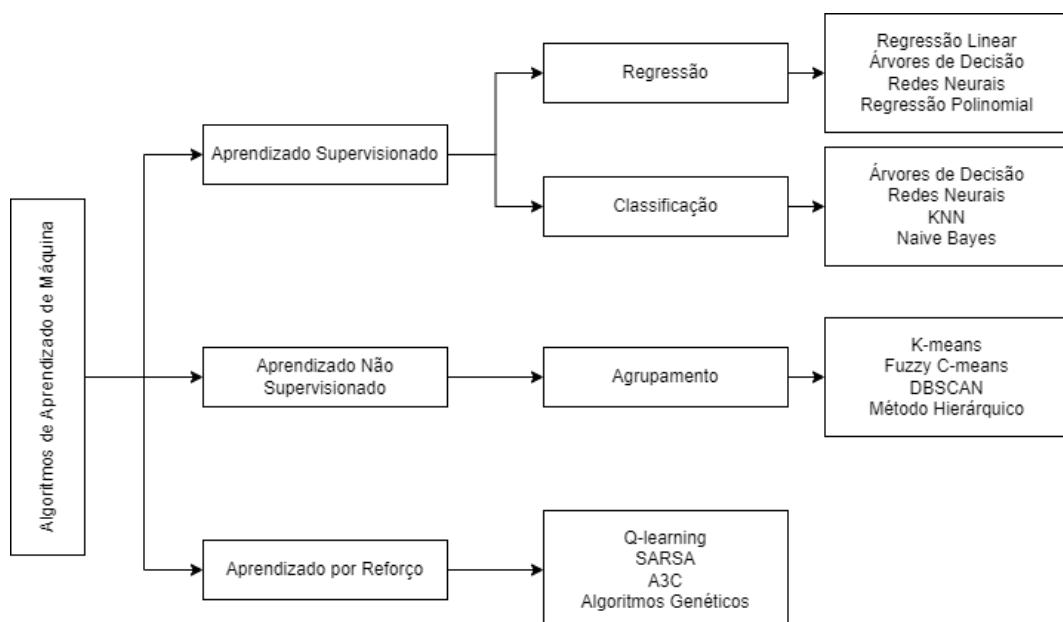 Algoritmos de Aprendizado de Máquina
Aprendizado Supervisionado
Regressão
Regressão Linear
Árvores de Decisão
Redes Neurais
Regressão Polinomial
Classificação
Árvores de Decisão
Redes Neurais
KNN
Naive Bayes
Aprendizado Não
Supervisionado
Agrupamento
K-means
Fuzzy C-means
DBSCAN
Método Hierárquico
Aprendizado por Reforço
Q-learning
SARSA
A3C
Algoritmos Genéticos